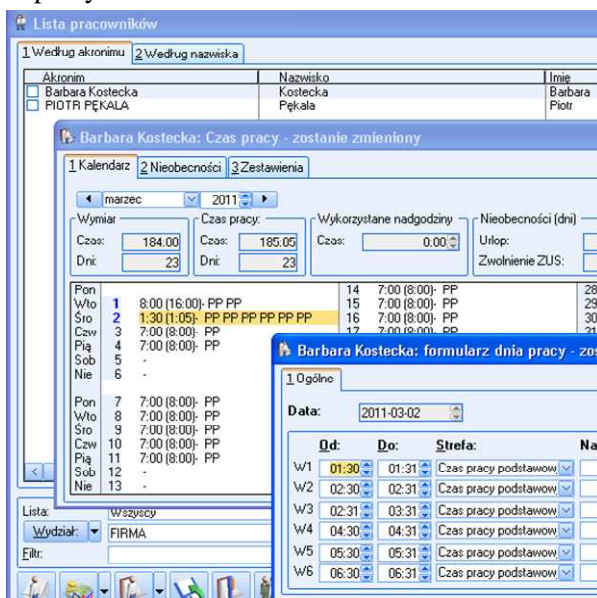 Lista pracowników
1 Według akronimu 2 Według nazwiska
Akronim Nazwisko Imię
Barbara Kostecka Kostecka Barbara
PIOTR PĘKALA Pękala Piotr
Barbara Kostecka: Czas pracy - zostanie zmieniony
1 Kalendarz 2 Nieobecności 3 Zestawienia
marzec 2011
Wymiar Czas pracy: Wykorzystane nadgodziny Nieobecności (dni)
Czas: 184.00 Czas: 185:05 Czas: 0:00 Urlop:
Dni: 23 Dni: 23 Zwolnienie ZUS:
Pon 14 7:00 (8:00)- PP 28
Wto 1 8:00 (16:00)- PP PP 15 7:00 (8:00)- PP 29
Śro 2 1:30 (1:05)- PP PP PP PP PP PP 16 7:00 (8:00)- PP 30
Czw 3 7:00 (8:00)- PP 17 7:00 (8:00)- PP 31
Pią 4 7:00 (8:00)- PP
Sob 5 -
Nie 6 -
Pon 7 7:00 (8:00)- PP
Wto 8 7:00 (8:00)- PP
Śro 9 7:00 (8:00)- PP
Czw 10 7:00 (8:00)- PP
Pią 11 7:00 (8:00)- PP
Sob 12 -
Nie 13 -
Barbara Kostecka: formularz dnia pracy - zos
1 Ogólne
Data: 2011-03-02
Od: Do: Strefa: Na
W1 01:30 01:31 Czas pracy podstawow
W2 02:30 02:31 Czas pracy podstawow
W3 02:31 03:31 Czas pracy podstawow
W4 04:30 04:31 Czas pracy podstawow
W5 05:30 05:31 Czas pracy podstawow
W6 06:30 06:31 Czas pracy podstawow
Lista: Wszyscy
Wydział: FIRMA
Filtr: